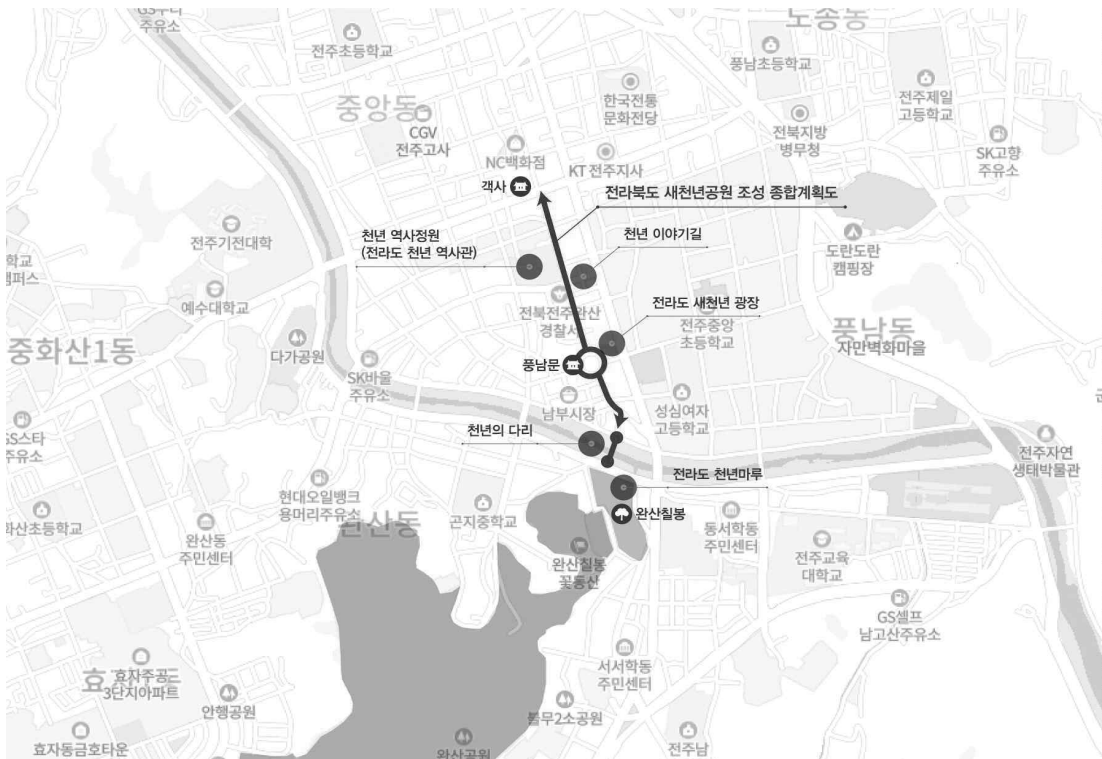 주유소
전주초등학교
노송동
풍남초등학교
한국전통
문화전당
전주제일
고등학교
중앙동
CGV
전주고사
전북지방
병무청
SK고향
주유소
NC백화점
KT 전주지사
객사
전라북도 새천년공원 조성 종합계획도
천년 역사정원
(전라도 천년 역사관)
천년 이야기길
전주기전대학
도란도란
캠핑장
예수대학교
전북전주완산
경찰서
전라도 새천년 광장
전주중앙
초등학교
풍남동
자만벽화마을
중화산1동
다가공원
SK바울
주유소
풍남문
남부시장
성심여자
고등학교
천년의 다리
전주자연
생태박물관
전라도 천년마루
현대오일뱅크
용머리주유소
곤지중학교
완산칠봉
완산동
주민센터
동서학동
주민센터
전주교육
대학교
완산칠봉
꽃동산
GS셀프
남고산주유소
서서학동
주민센터
효자주공
3단지아파트
안행공원
효자동금호타운
완산공원
전주남